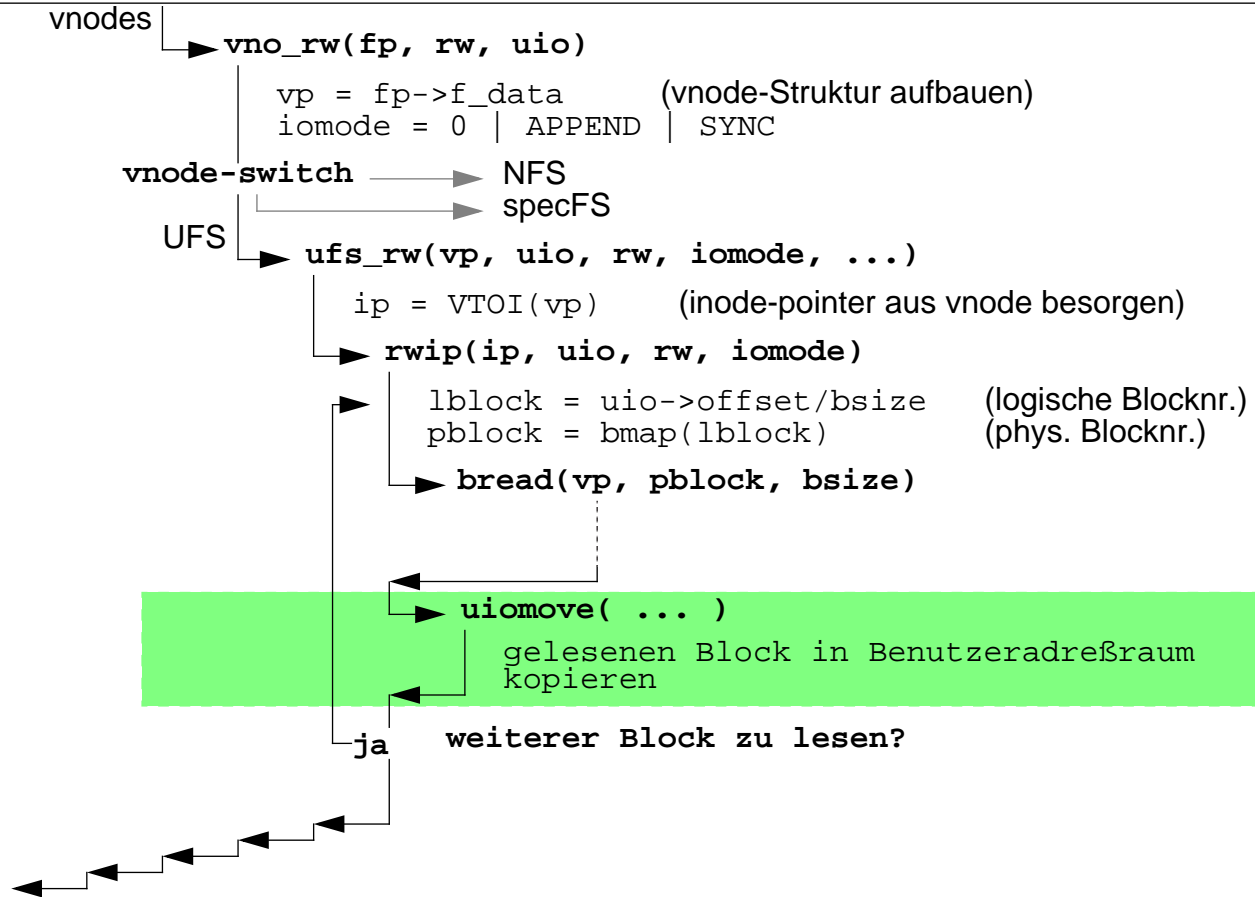 vnodes
vno_rw(fp, rw, uio)
vp = fp->f_data (vnode-Struktur aufbauen)
iomode = 0 | APPEND | SYNC
vnode-switch NFS
specFS
UFS
ufs_rw(vp, uio, rw, iomode, ...)
ip = VTOI(vp) (inode-pointer aus vnode besorgen)
rwip(ip, uio, rw, iomode)
lblock = uio->offset/bsize (logische Blocknr.)
pblock = bmap(lblock) (phys. Blocknr.)
bread(vp, pblock, bsize)
uiomove( ... )
gelesenen Block in Benutzeradreßraum
kopieren
ja weiterer Block zu lesen?